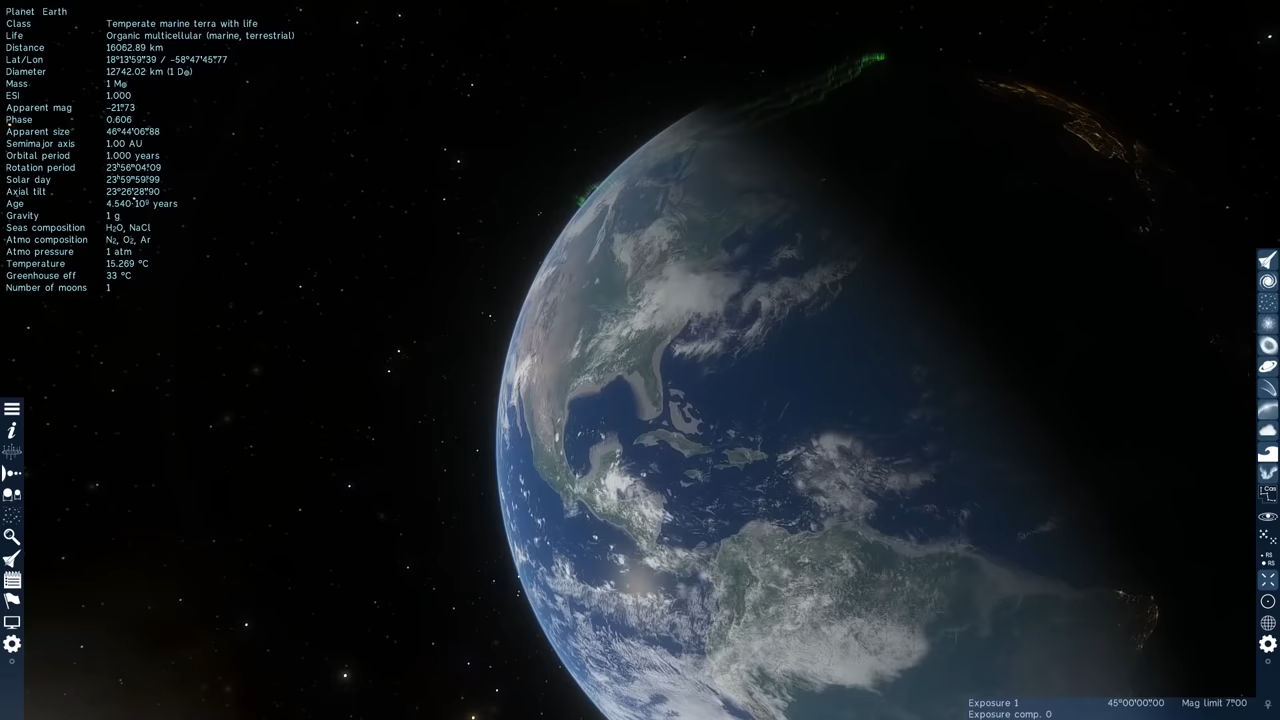 Planet Earth
Class Temperate marine terra with life
Life Organic multicellular (marine, terrestrial)
Distance 16062.89 km
Lat/Lon 18°13'59"39 / -58°47'45"77
Diameter 12742.02 km (1 D⊕)
Mass 1 M⊕
ESI 1.000
Apparent mag -21ᵐ73
Phase 0.606
Apparent size 46°44'06"88
Semimajor axis 1.00 AU
Orbital period 1.000 years
Rotation period 23ʰ56ᵐ04ˢ09
Solar day 23ʰ59ᵐ59ˢ99
Axial tilt 23°26'28"90
Age 4.540·10⁹ years
Gravity 1 g
Seas composition H₂O, NaCl
Atmo composition N₂, O₂, Ar
Atmo pressure 1 atm
Temperature 15.269 °C
Greenhouse eff 33 °C
Number of moons 1
Can
RS
RS
Exposure 1 45°00'00"00 Mag limit 7ᵐ00
Exposure comp. 0